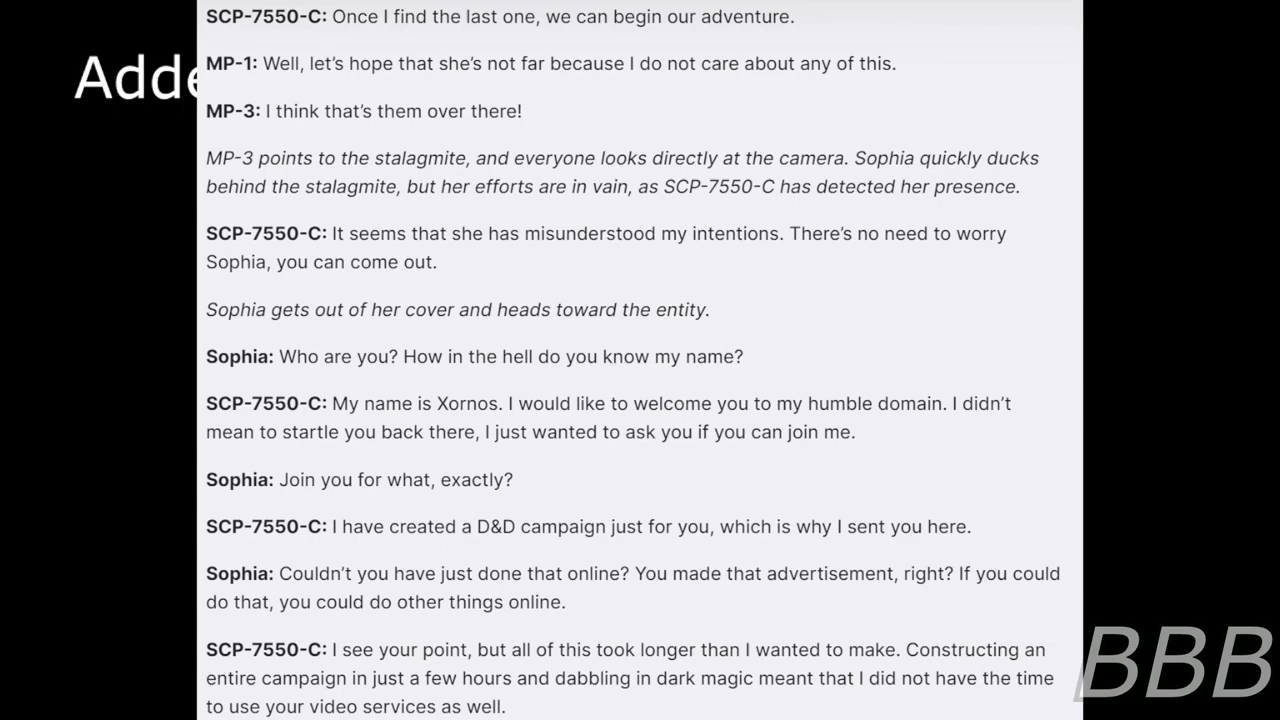 SCP-7550-C: Once I find the last one, we can begin our adventure.
Adde
MP-1: Well, let's hope that she's not far because I do not care about any of this.
MP-3: I think that's them over there!
MP-3 points to the stalagmite, and everyone looks directly at the camera. Sophia quickly ducks
behind the stalagmite, but her efforts are in vain, as SCP-7550-C has detected her presence.
SCP-7550-C: It seems that she has misunderstood my intentions. There's no need to worry
Sophia, you can come out.
Sophia gets out of her cover and heads toward the entity.
Sophia: Who are you? How in the hell do you know my name?
SCP-7550-C: My name is Xornos. I would like to welcome you to my humble domain. I didn't
mean to startle you back there, I just wanted to ask you if you can join me.
Sophia: Join you for what, exactly?
SCP-7550-C: I have created a D&D campaign just for you, which is why I sent you here.
Sophia: Couldn't you have just done that online? You made that advertisement, right? If you could
do that, you could do other things online.
SCP-7550-C: I see your point, but all of this took longer than I wanted to make. Constructing an
entire campaign in just a few hours and dabbling in dark magic meant that I did not have the time
to use your video services as well.
BBB